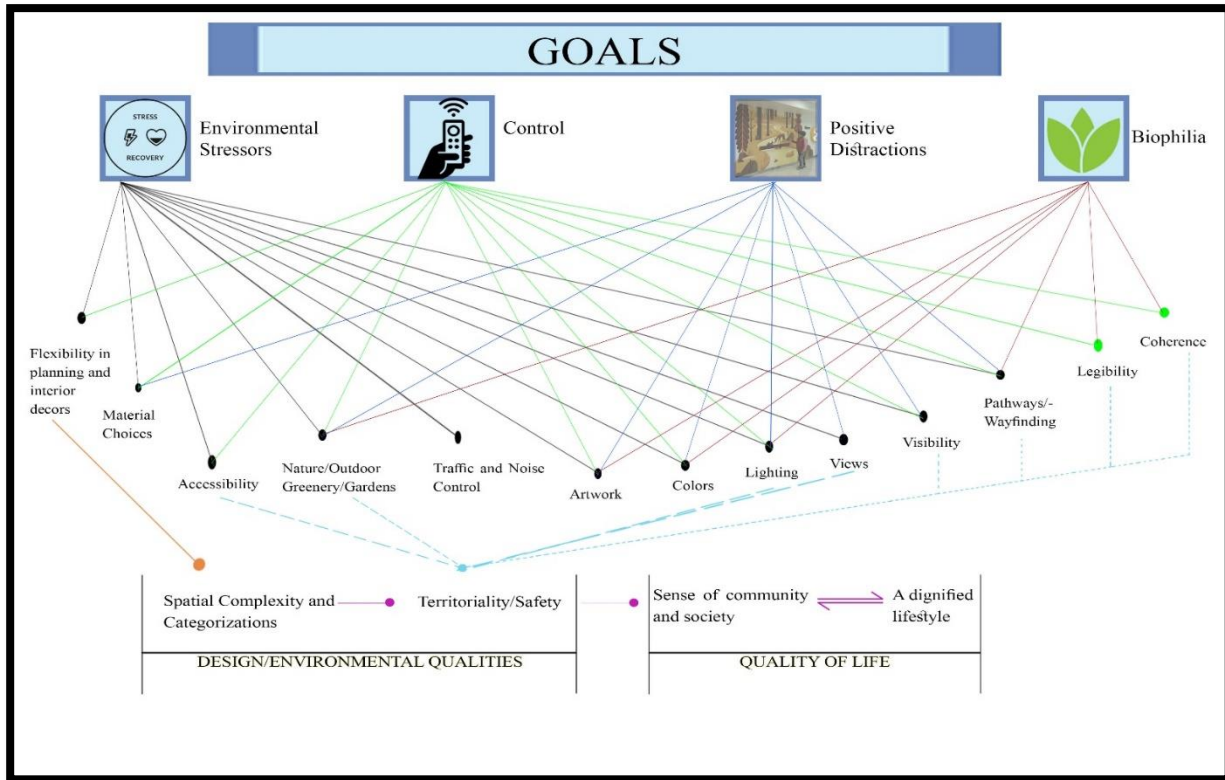 GOALS
STRESS
RECOVERY
Environmental
Stressors
Control
Positive
Distractions
Biophilia
Flexibility in
planning and
interior
decors
Material
Choices
Accessibility
Nature/Outdoor
Greenery/Gardens
Traffic and Noise
Control
Artwork
Colors
Lighting
Views
Visibility
Pathways/-
Wayfinding
Legibility
Coherence
Spatial Complexity and
Categorizations
Territoriality/Safety
Sense of community
and society
A dignified
lifestyle
DESIGN/ENVIRONMENTAL QUALITIES
QUALITY OF LIFE